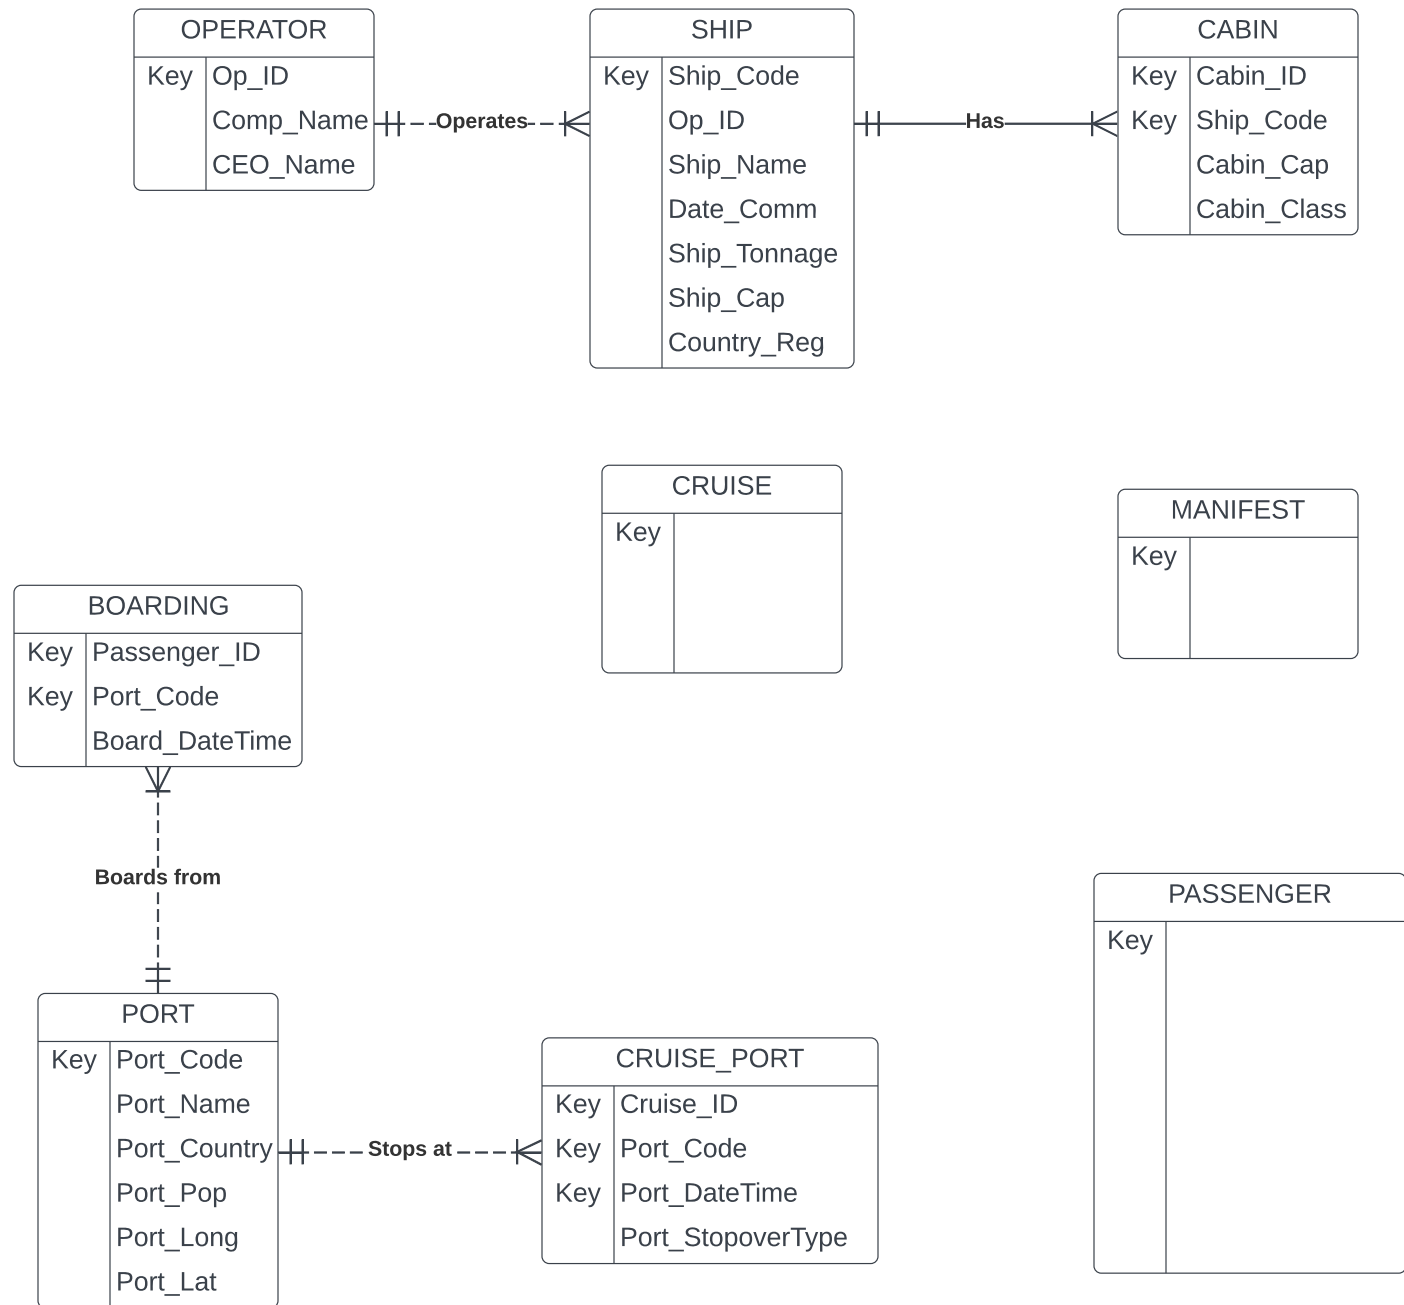 OPERATOR
Key Op_ID
Comp_Name
CEO_Name
Operates
SHIP
Key Ship_Code
Op_ID
Ship_Name
Date_Comm
Ship_Tonnage
Ship_Cap
Country_Reg
Has
CABIN
Key Cabin_ID
Key Ship_Code
Cabin_Cap
Cabin_Class
CRUISE
Key
MANIFEST
Key
BOARDING
Key Passenger_ID
Key Port_Code
Board_DateTime
Boards from
PASSENGER
Key
PORT
Key Port_Code
Port_Name
Port_Country
Port_Pop
Port_Long
Port_Lat
Stops at
CRUISE_PORT
Key Cruise_ID
Key Port_Code
Key Port_DateTime
Port_StopoverType